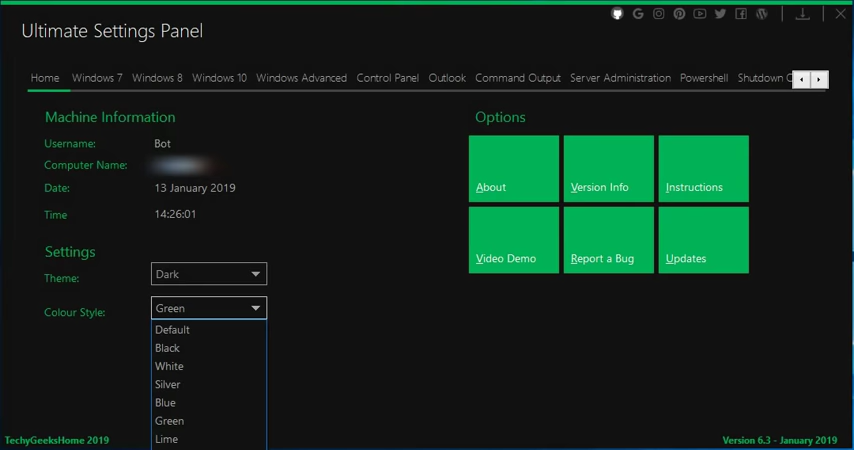 Ultimate Settings Panel
Home Windows 7 Windows 8 Windows 10 Windows Advanced Control Panel Outlook Command Output Server Administration Powershell Shutdown
Machine Information
Username: Bot
Computer Name:
Date: 13 January 2019
Time 14:26:01
Settings
Theme: Dark
Colour Style: Green
Default
Black
White
Silver
Blue
Green
Lime
Options
About Version Info Instructions
Video Demo Report a Bug Updates
TechyGeeksHome 2019
Version 6.3 - January 2019